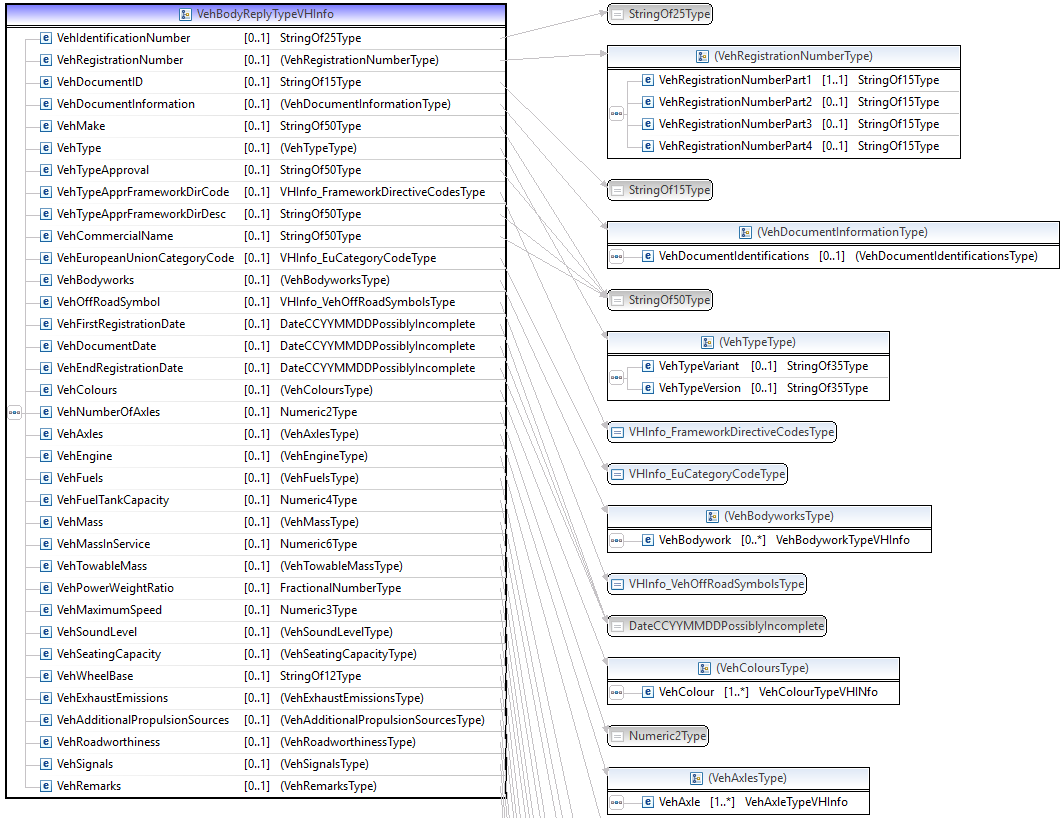 VehBodyReplyTypeVHInfo
VehIdentificationNumber [0..1] StringOf25Type
VehRegistrationNumber [0..1] (VehRegistrationNumberType)
VehDocumentID [0..1] StringOf15Type
VehDocumentInformation [0..1] (VehDocumentInformationType)
VehMake [0..1] StringOf50Type
VehType [0..1] (VehTypeType)
VehTypeApproval [0..1] StringOf50Type
VehTypeApprFrameworkDirCode [0..1] VHInfo_FrameworkDirectiveCodesType
VehTypeApprFrameworkDirDesc [0..1] StringOf50Type
VehCommercialName [0..1] StringOf50Type
VehEuropeanUnionCategoryCode [0..1] VHInfo_EuCategoryCodeType
VehBodyworks [0..1] (VehBodyworksType)
VehOffRoadSymbol [0..1] VHInfo_VehOffRoadSymbolsType
VehFirstRegistrationDate [0..1] DateCCYYMMDDPossiblyIncomplete
VehDocumentDate [0..1] DateCCYYMMDDPossiblyIncomplete
VehEndRegistrationDate [0..1] DateCCYYMMDDPossiblyIncomplete
VehColours [0..1] (VehColoursType)
VehNumberOfAxles [0..1] Numeric2Type
VehAxles [0..1] (VehAxlesType)
VehEngine [0..1] (VehEngineType)
VehFuels [0..1] (VehFuelsType)
VehFuelTankCapacity [0..1] Numeric4Type
VehMass [0..1] (VehMassType)
VehMassInService [0..1] Numeric6Type
VehTowableMass [0..1] (VehTowableMassType)
VehPowerWeightRatio [0..1] FractionalNumberType
VehMaximumSpeed [0..1] Numeric3Type
VehSoundLevel [0..1] (VehSoundLevelType)
VehSeatingCapacity [0..1] (VehSeatingCapacityType)
VehWheelBase [0..1] StringOf12Type
VehExhaustEmissions [0..1] (VehExhaustEmissionsType)
VehAdditionalPropulsionSources [0..1] (VehAdditionalPropulsionSourcesType)
VehRoadworthiness [0..1] (VehRoadworthinessType)
VehSignals [0..1] (VehSignalsType)
VehRemarks [0..1] (VehRemarksType)
StringOf25Type
(VehRegistrationNumberType)
VehRegistrationNumberPart1 [1..1] StringOf15Type
VehRegistrationNumberPart2 [0..1] StringOf15Type
VehRegistrationNumberPart3 [0..1] StringOf15Type
VehRegistrationNumberPart4 [0..1] StringOf15Type
StringOf15Type
(VehDocumentInformationType)
VehDocumentIdentifications [0..1] (VehDocumentIdentificationsType)
StringOf50Type
(VehTypeType)
VehTypeVariant [0..1] StringOf35Type
VehTypeVersion [0..1] StringOf35Type
VHInfo_FrameworkDirectiveCodesType
VHInfo_EuCategoryCodeType
(VehBodyworksType)
VehBodywork [0..*] VehBodyworkTypeVHInfo
VHInfo_VehOffRoadSymbolsType
DateCCYYMMDDPossiblyIncomplete
(VehColoursType)
VehColour [1..*] VehColourTypeVHINfo
Numeric2Type
(VehAxlesType)
VehAxle [1..*] VehAxleTypeVHInfo